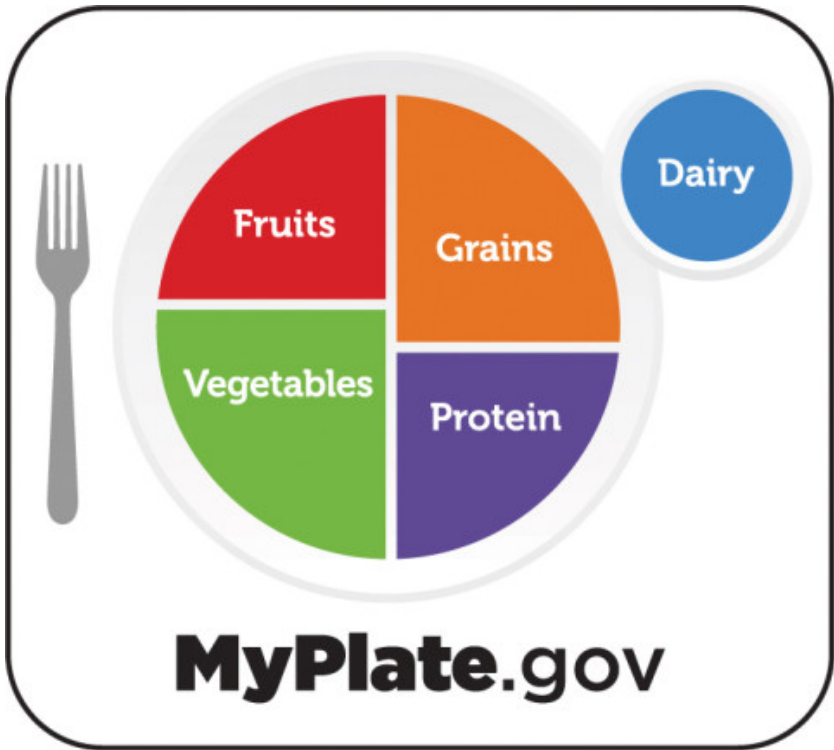 Dairy
Fruits
Grains
Vegetables
Protein
MyPlate.gov